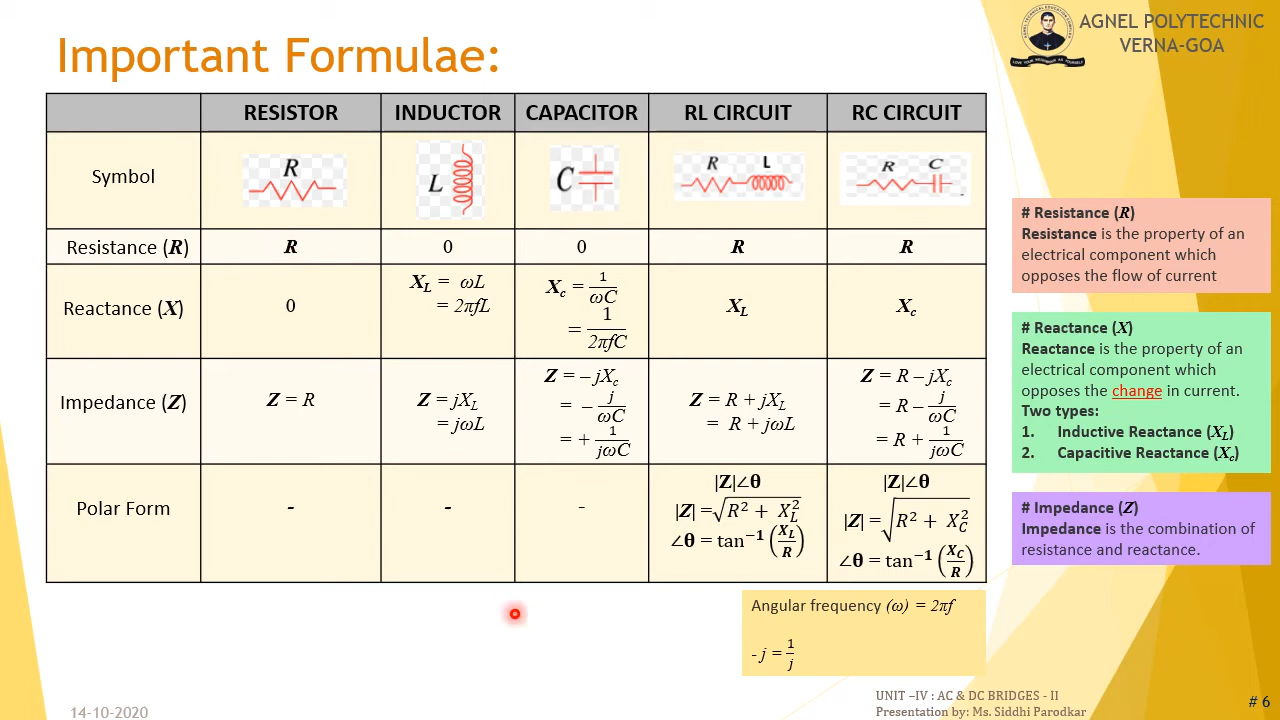 Important Formulae:
AGNEL POLYTECHNIC
VERNA-GOA
LOVE YOUR NEIGHBOUR AS YOURSELF
RESISTOR INDUCTOR CAPACITOR RL CIRCUIT RC CIRCUIT
Symbol R L C R L R C
Resistance (R) R 0 0 R R
Reactance (X) 0 X_L = ωL X_c = 1/ωC X_L X_c
= 2πfL = 1/2πfC
Impedance (Z) Z = R Z = jX_L Z = – jX_c Z = R + jX_L Z = R – jX_c
= jωL = – j/ωC = R + jωL = R – j/ωC
= + 1/jωC = R + 1/jωC
Polar Form - - - |Z|∠θ |Z|∠θ
|Z| = √(R² + X_L²) |Z| = √(R² + X_C²)
∠θ = tan⁻¹(X_L/R) ∠θ = tan⁻¹(X_C/R)
# Resistance (R)
Resistance is the property of an
electrical component which
opposes the flow of current
# Reactance (X)
Reactance is the property of an
electrical component which
opposes the change in current.
Two types:
1. Inductive Reactance (X_L)
2. Capacitive Reactance (X_c)
# Impedance (Z)
Impedance is the combination of
resistance and reactance.
Angular frequency (ω) = 2πf
- j = 1/j
14-10-2020
UNIT –IV : AC & DC BRIDGES - II
Presentation by: Ms. Siddhi Parodkar
# 6